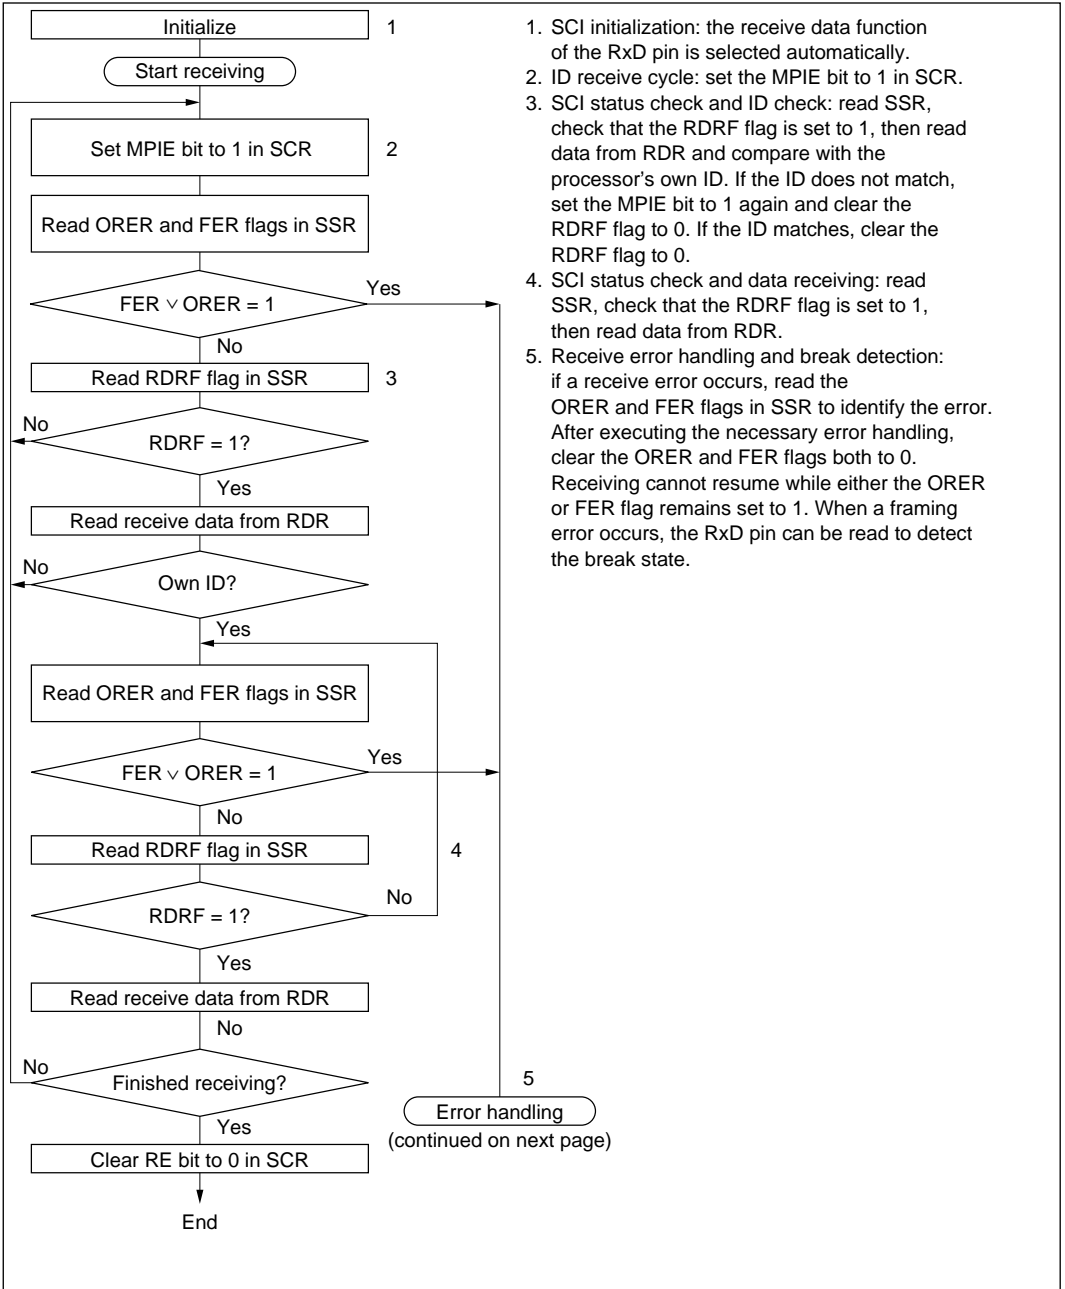 Initialize
1
Start receiving
Set MPIE bit to 1 in SCR
2
Read ORER and FER flags in SSR
FER ∨ ORER = 1
Yes
No
Read RDRF flag in SSR
3
No
RDRF = 1?
Yes
Read receive data from RDR
No
Own ID?
Yes
Read ORER and FER flags in SSR
FER ∨ ORER = 1
Yes
No
Read RDRF flag in SSR
4
RDRF = 1?
No
Yes
Read receive data from RDR
No
No
Finished receiving?
Yes
Clear RE bit to 0 in SCR
End
5
Error handling
(continued on next page)
1. SCI initialization: the receive data function
of the RxD pin is selected automatically.
2. ID receive cycle: set the MPIE bit to 1 in SCR.
3. SCI status check and ID check: read SSR,
check that the RDRF flag is set to 1, then read
data from RDR and compare with the
processor's own ID. If the ID does not match,
set the MPIE bit to 1 again and clear the
RDRF flag to 0. If the ID matches, clear the
RDRF flag to 0.
4. SCI status check and data receiving: read
SSR, check that the RDRF flag is set to 1,
then read data from RDR.
5. Receive error handling and break detection:
if a receive error occurs, read the
ORER and FER flags in SSR to identify the error.
After executing the necessary error handling,
clear the ORER and FER flags both to 0.
Receiving cannot resume while either the ORER
or FER flag remains set to 1. When a framing
error occurs, the RxD pin can be read to detect
the break state.